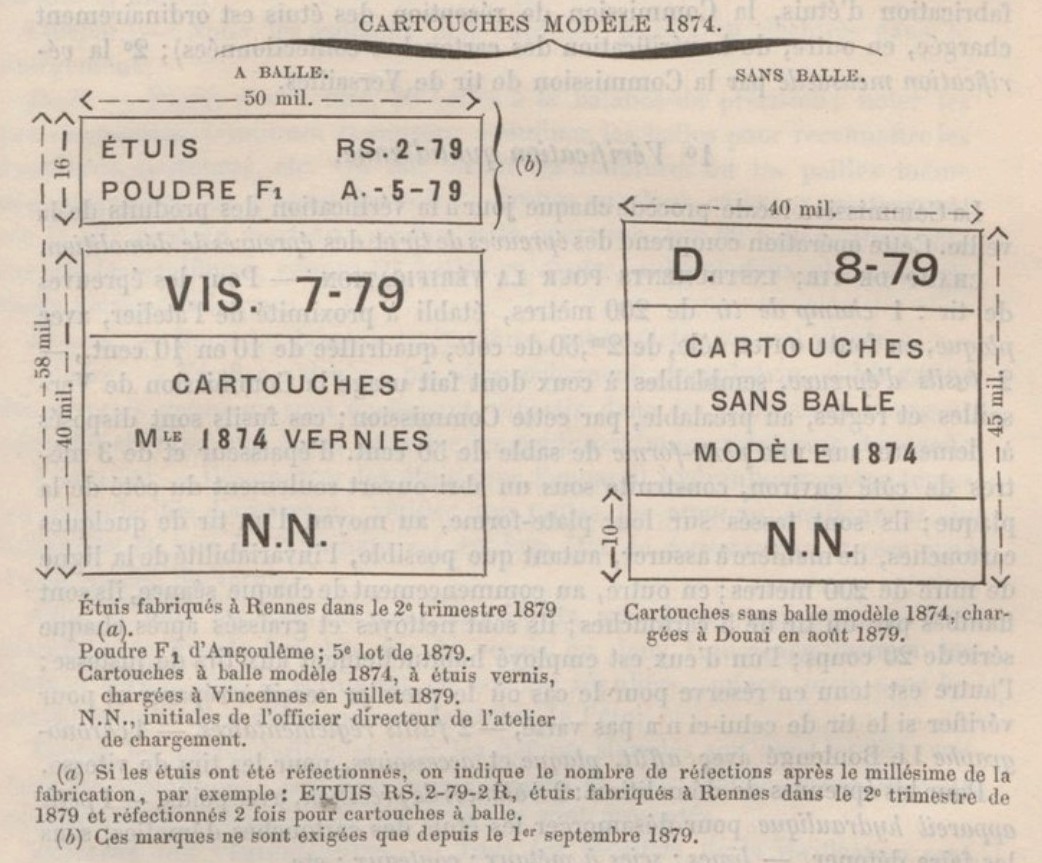 CARTOUCHES MODÈLE 1874.
A BALLE.
50 mil.
16
ÉTUIS RS.2-79
POUDRE F1 A.-5-79
(b)
58 mil.
40 mil.
VIS. 7-79
CARTOUCHES
MLE 1874 VERNIES
N.N.
Etuis fabriqués à Rennes dans le 2e trimestre 1879
(a).
Poudre F1 d'Angoulême; 5e lot de 1879.
Cartouches à balle modèle 1874, à étuis vernis,
chargées à Vincennes en juillet 1879.
N.N., initiales de l'officier directeur de l'atelier
de chargement.
SANS BALLE.
40 mil.
D. 8-79
CARTOUCHES
SANS BALLE
MODÈLE 1874
45 mil.
10
N.N.
Cartouches sans balle modèle 1874, char-
gées à Douai en août 1879.
(a) Si les étuis ont été réfectionnés, on indique le nombre de réfections après le millésime de la
fabrication, par exemple: ETUIS RS.2-79-2R, étuis fabriqués à Rennes dans le 2e trimestre de
1879 et réfectionnés 2 fois pour cartouches à balle.
(b) Ces marques ne sont exigées que depuis le 1er septembre 1879.